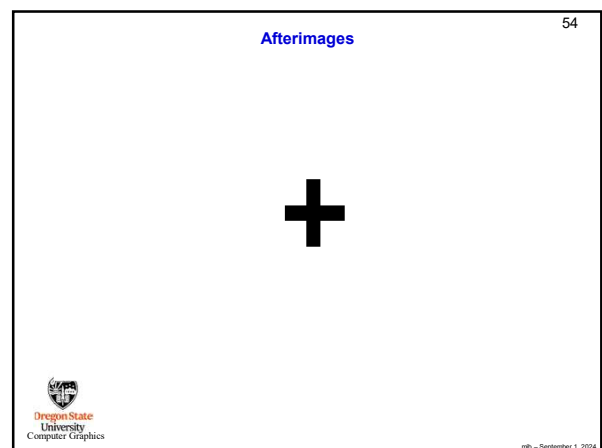 54
Afterimages
Oregon State
University
Computer Graphics
mjb – September 1, 2024